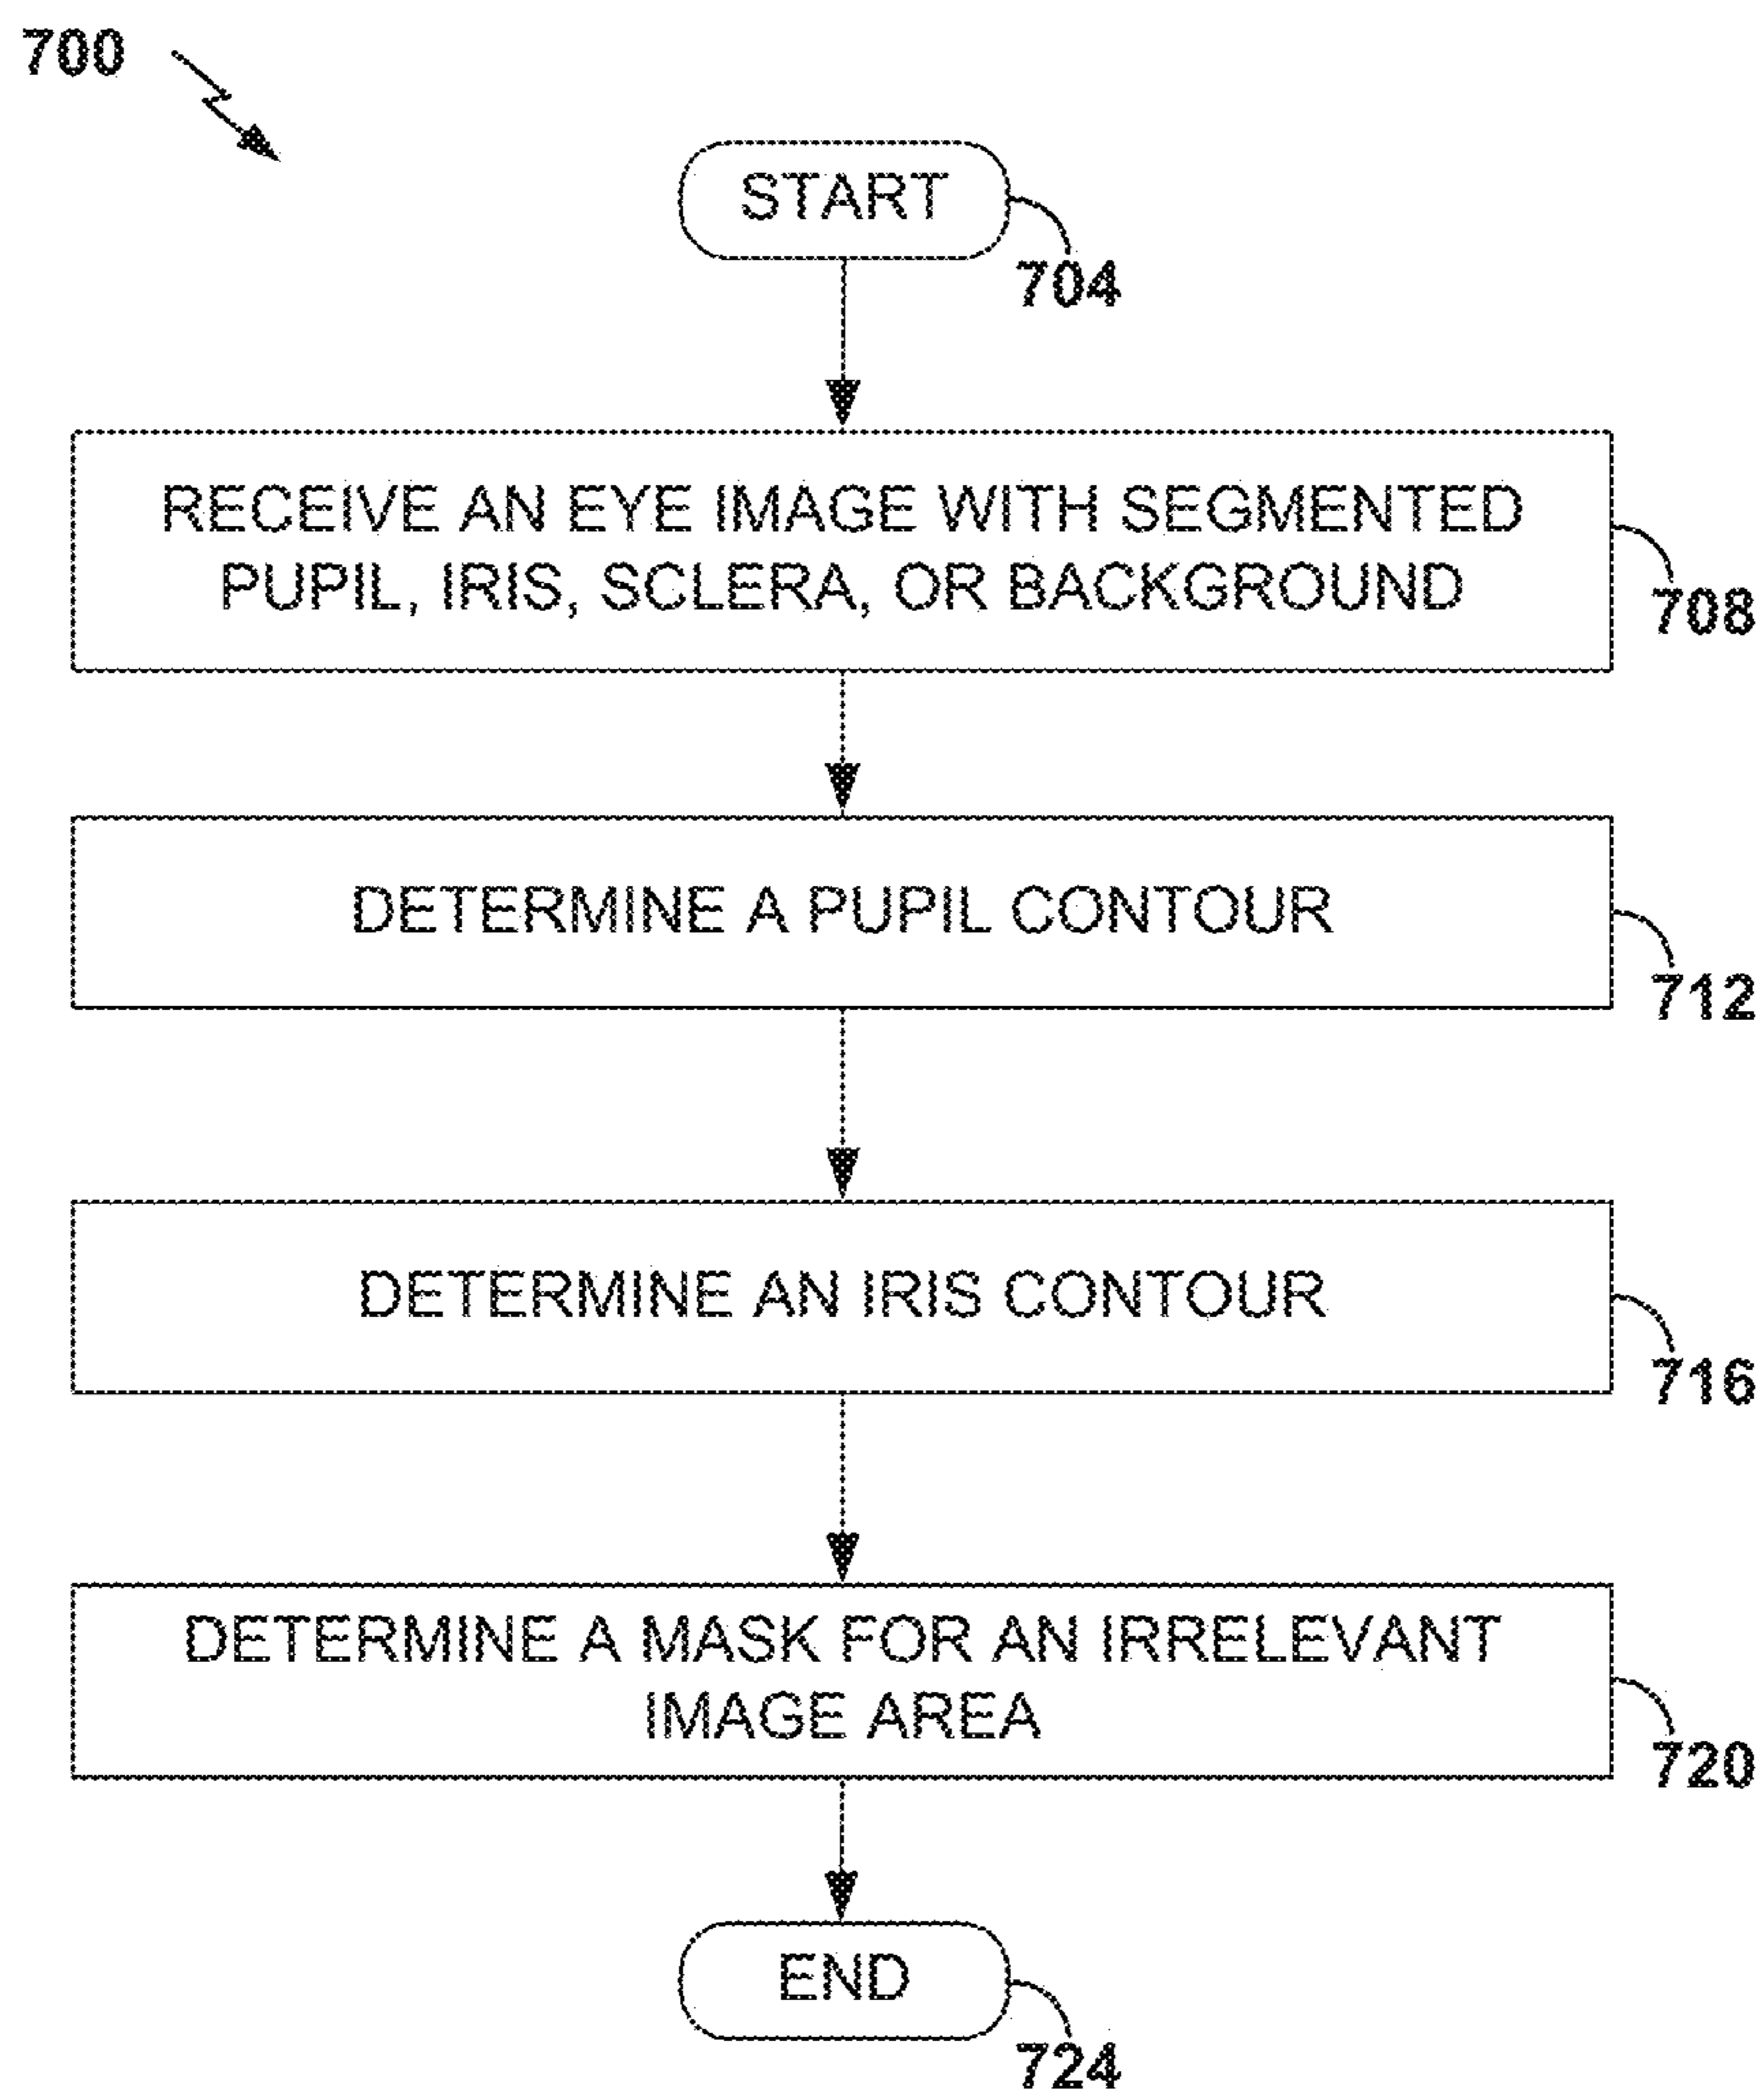 700
START
704
RECEIVE AN EYE IMAGE WITH SEGMENTED
PUPIL, IRIS, SCLERA, OR BACKGROUND
708
DETERMINE A PUPIL CONTOUR
712
DETERMINE AN IRIS CONTOUR
716
DETERMINE A MASK FOR AN IRRELEVANT
IMAGE AREA
720
END
724